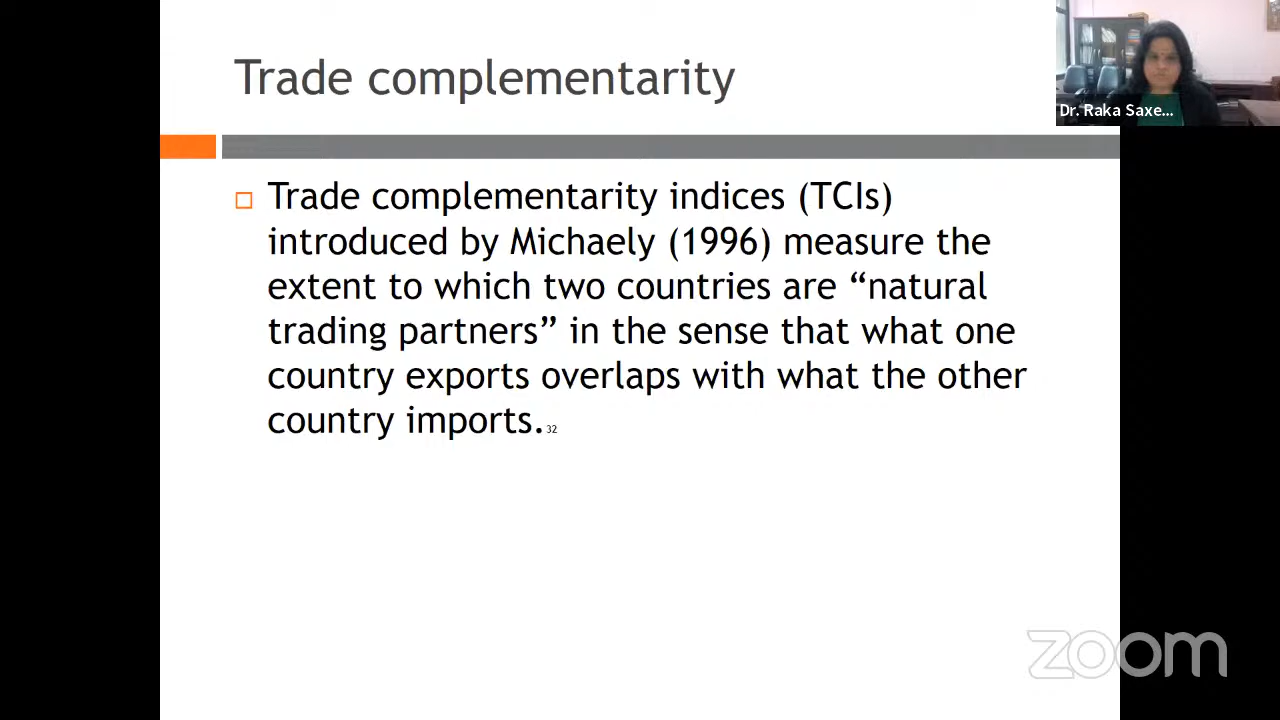 Trade complementarity
Dr. Raka Saxe...
Trade complementarity indices (TCIs)
introduced by Michaely (1996) measure the
extent to which two countries are “natural
trading partners” in the sense that what one
country exports overlaps with what the other
country imports.32
zoom